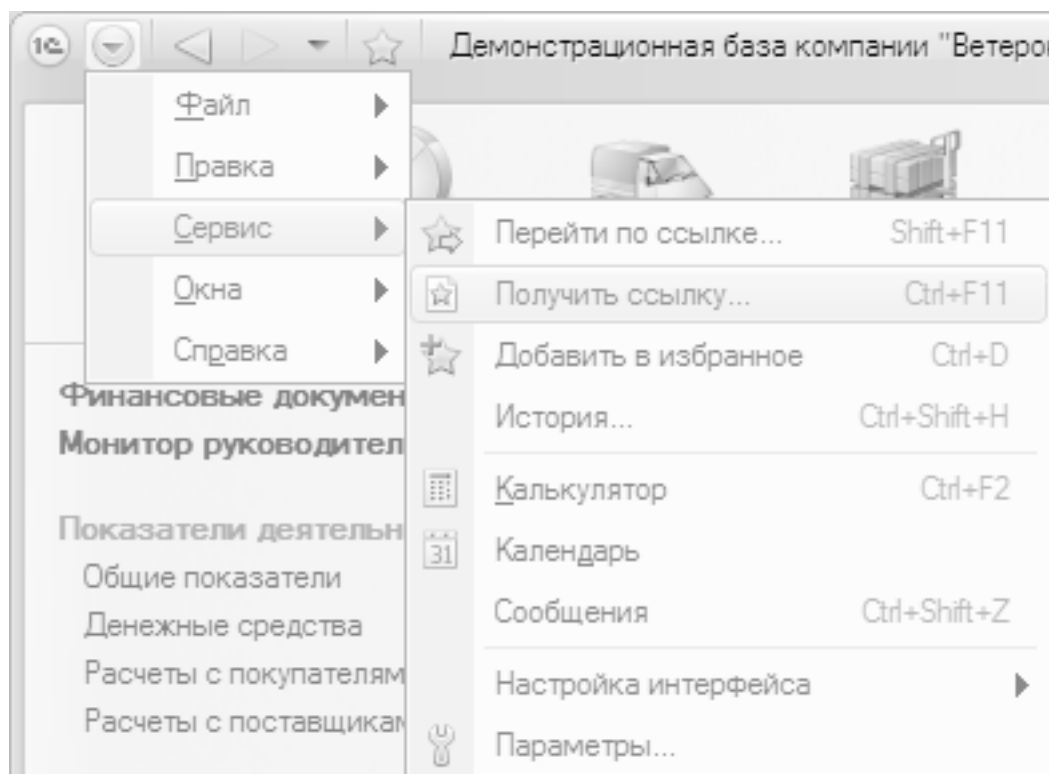 1С Демонстрационная база компании "Ветеро
Файл
Правка
Сервис
Окна
Справка
Перейти по ссылке... Shift+F11
Получить ссылку... Ctrl+F11
Добавить в избранное Ctrl+D
История... Ctrl+Shift+H
Калькулятор Ctrl+F2
31 Календарь
Сообщения Ctrl+Shift+Z
Настройка интерфейса
Параметры...
Финансовые докумен
Монитор руководител
Показатели деятельн
Общие показатели
Денежные средства
Расчеты с покупателям
Расчеты с поставщикам